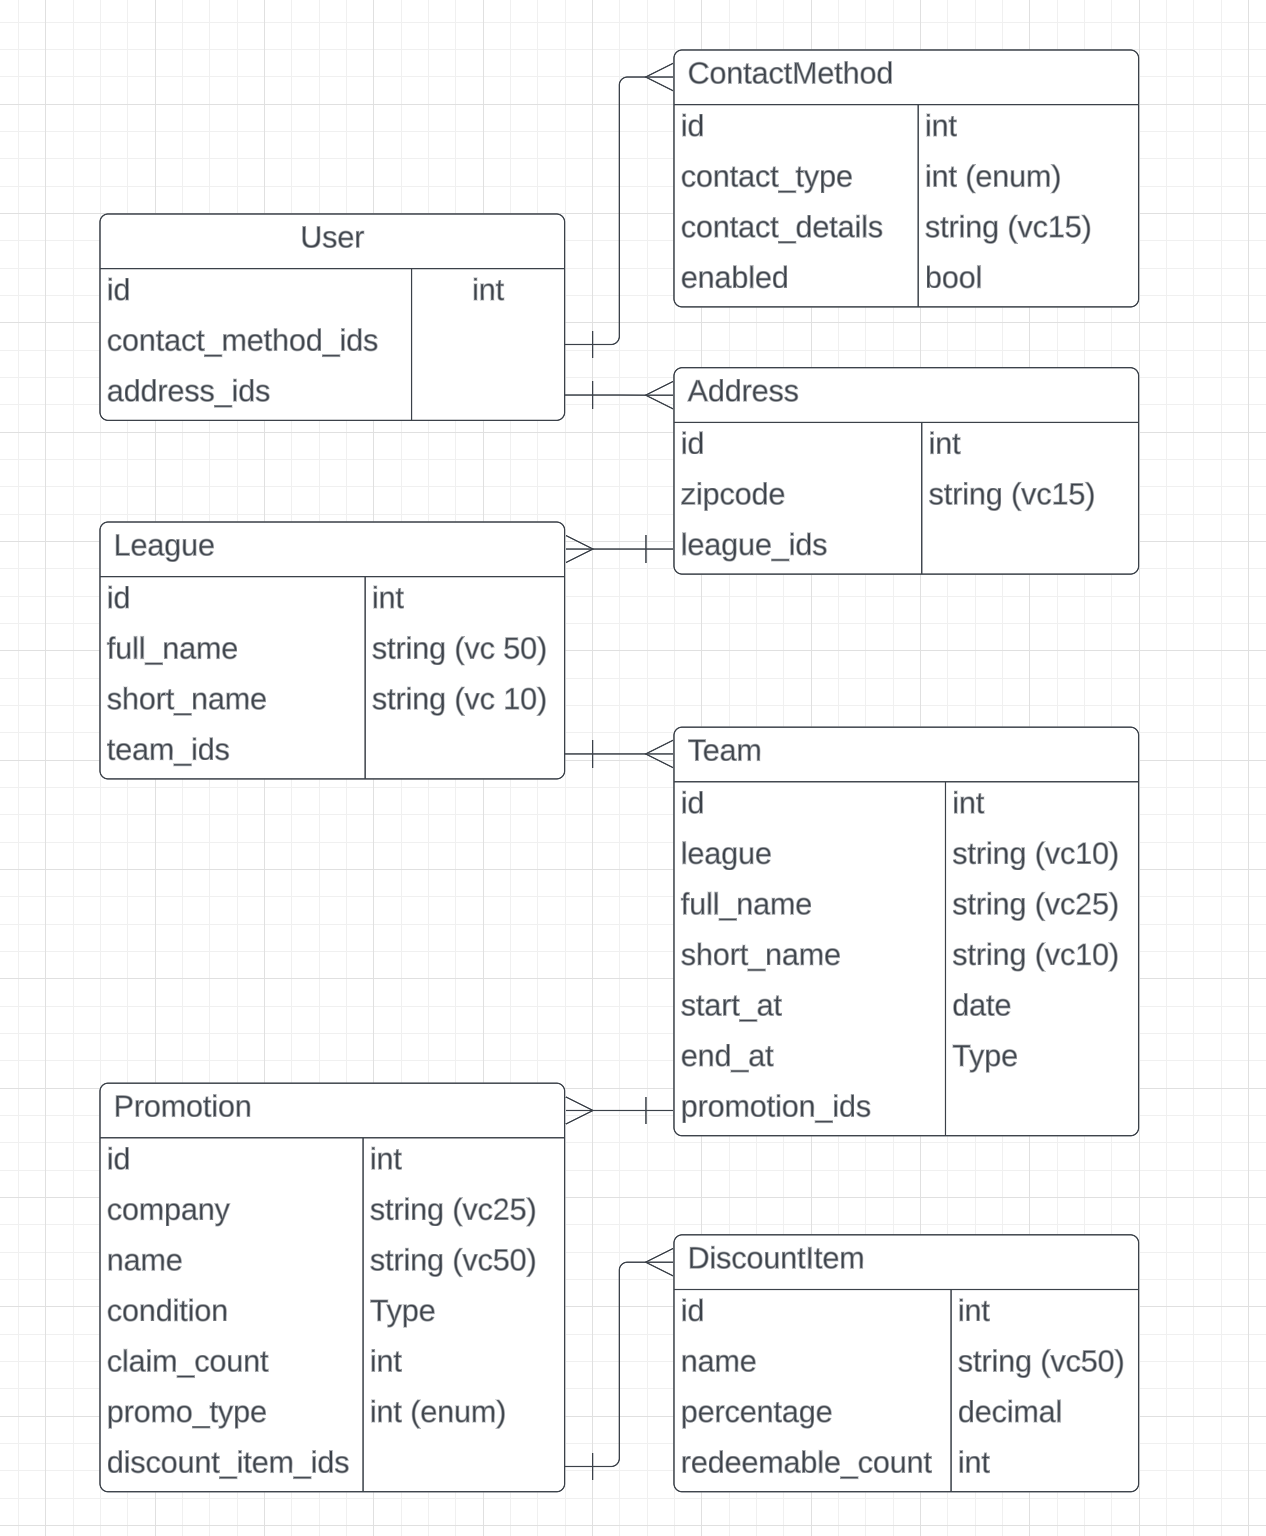 ContactMethod
id int
contact_type int (enum)
contact_details string (vc15)
enabled bool
User
id int
contact_method_ids
address_ids
Address
id int
zipcode string (vc15)
league_ids
League
id int
full_name string (vc 50)
short_name string (vc 10)
team_ids
Team
id int
league string (vc10)
full_name string (vc25)
short_name string (vc10)
start_at date
end_at Type
promotion_ids
Promotion
id int
company string (vc25)
name string (vc50)
condition Type
claim_count int
promo_type int (enum)
discount_item_ids
DiscountItem
id int
name string (vc50)
percentage decimal
redeemable_count int